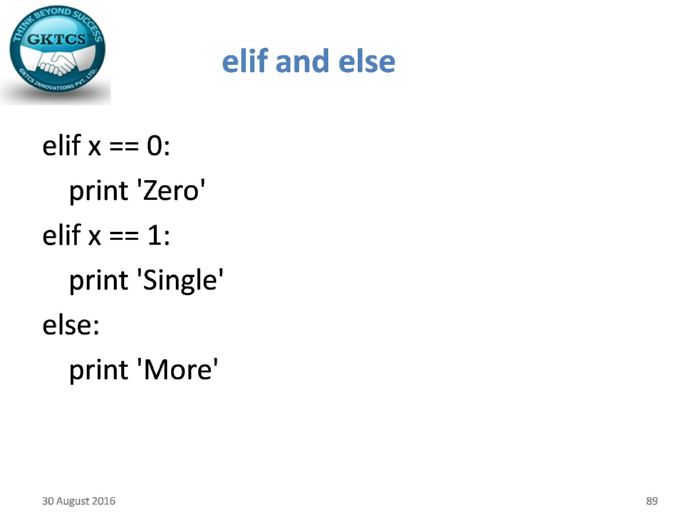 THINK BEYOND SUCCESS
GKTCS
GKTCS INNOVATIONS PVT. LTD.
elif and else
elif x == 0:
print 'Zero'
elif x == 1:
print 'Single'
else:
print 'More'
30 August 2016
89